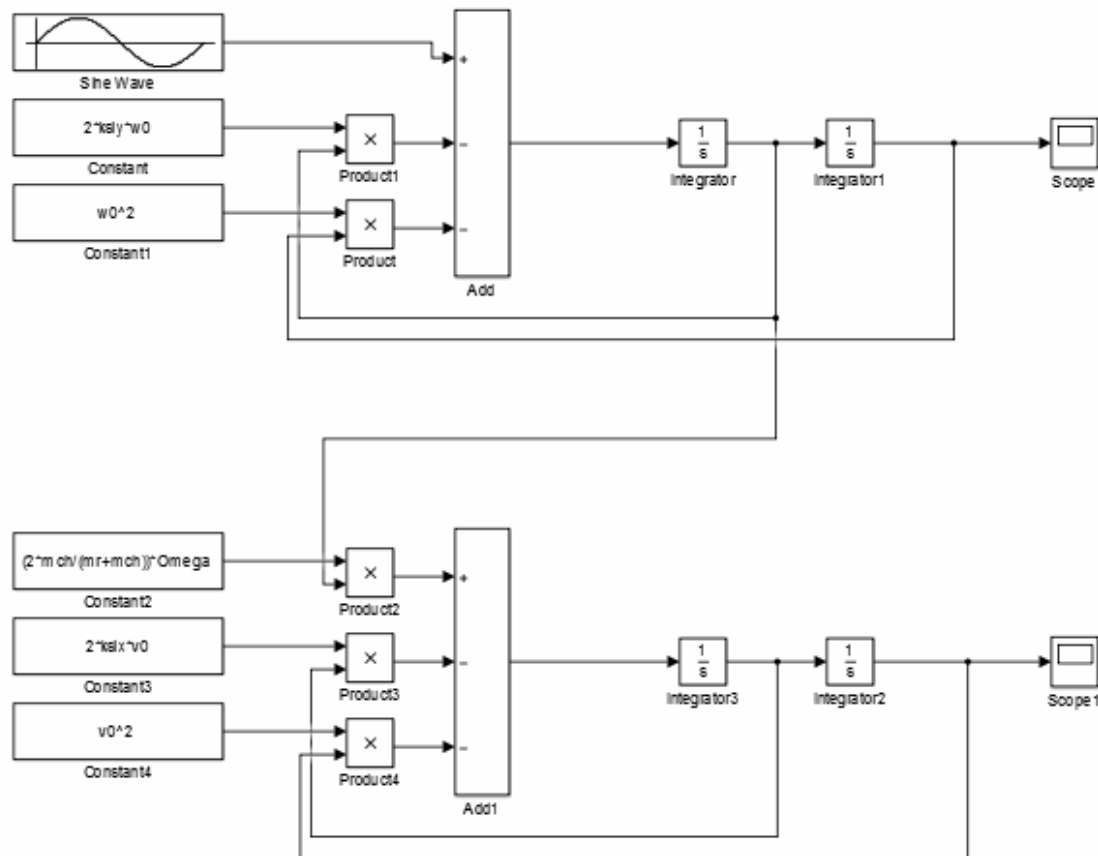 Sine Wave
2*ksiy*w0
Constant
w0^2
Constant1
×
Product1
×
Product
+
−
−
Add
1
s
Integrator
1
s
Integrator1
Scope
(2*mch/(mr+mch))*Omega
Constant2
2*ksix*v0
Constant3
v0^2
Constant4
×
Product2
×
Product3
×
Product4
+
−
−
Add1
1
s
Integrator3
1
s
Integrator2
Scope1